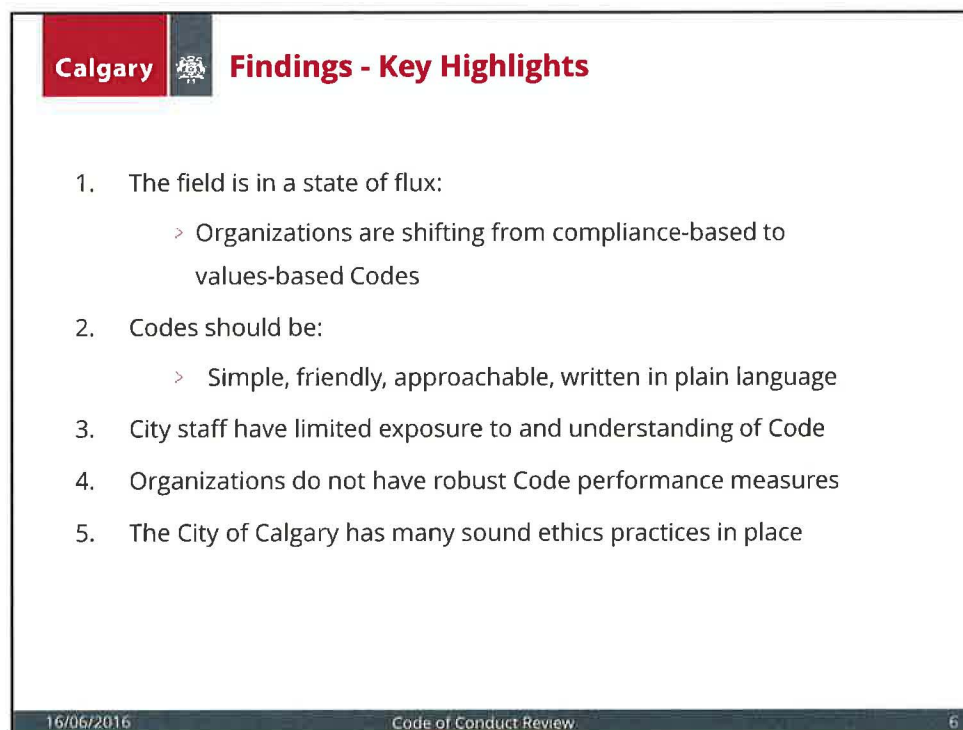 Calgary
Findings - Key Highlights
1. The field is in a state of flux:
> Organizations are shifting from compliance-based to
values-based Codes
2. Codes should be:
> Simple, friendly, approachable, written in plain language
3. City staff have limited exposure to and understanding of Code
4. Organizations do not have robust Code performance measures
5. The City of Calgary has many sound ethics practices in place
16/06/2016 Code of Conduct Review 6